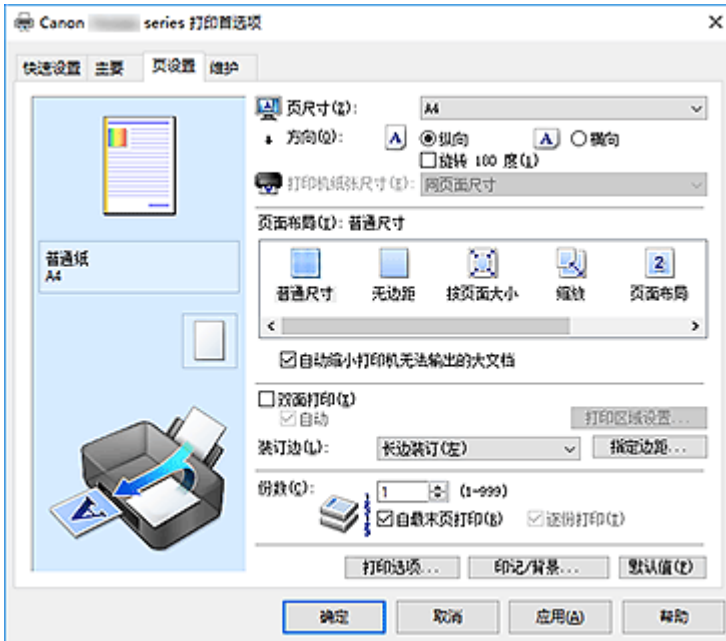 Canon series 打印首选项
快速设置 主要 页设置 维护
页尺寸(Z): A4
方向(O): A 纵向 A 横向
旋转 180 度(1)
打印机纸张尺寸(E): 同页面尺寸
页面布局(I): 普通尺寸
普通尺寸 无边距 按页面大小 缩放 页面布局
自动缩小打印机无法输出的大文档
普通纸
A4
双面打印(X)
自动
打印区域设置...
装订边(L): 长边装订(左) 指定边距...
份数(C): 1 (1-999)
自最末页打印(B) 逐份打印(T)
打印选项... 印记/背景... 默认值(P)
确定 取消 应用(A) 帮助